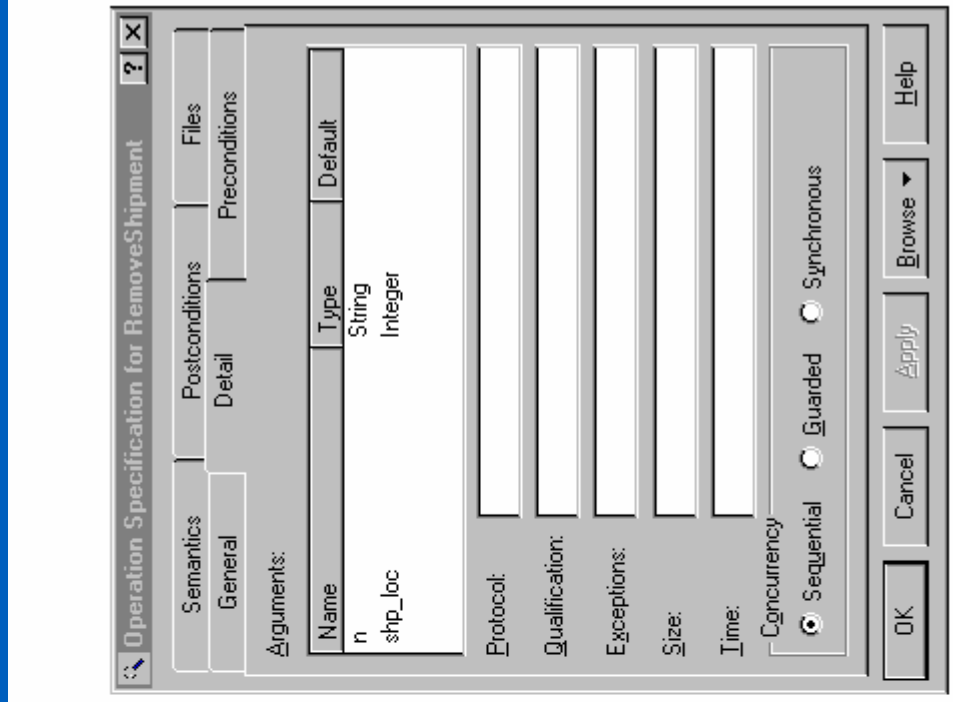 Operation Specification for RemoveShipment ? X
Semantics Postconditions Files
General Detail Preconditions
Arguments:
Name Type Default
n String
shp_loc Integer
Protocol:
Qualification:
Exceptions:
Size:
Time:
Concurrency
Sequential Guarded Synchronous
OK Cancel Apply Browse Help